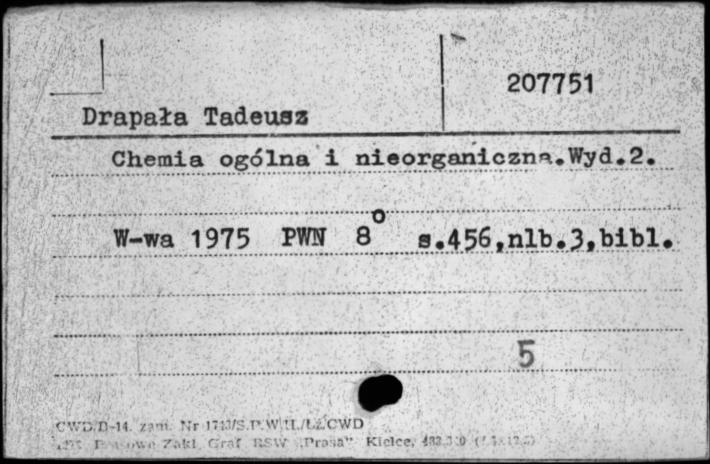 207751
Drapała Tadeusz
Chemia ogólna i nieorganiczna.Wyd.2.
W-wa 1975 PWN 8o s.456,nlb.3,bibl.
5
CWD/D-14. zam. Nr
Zakł. Graf. RSW „Prasa” Kielce,